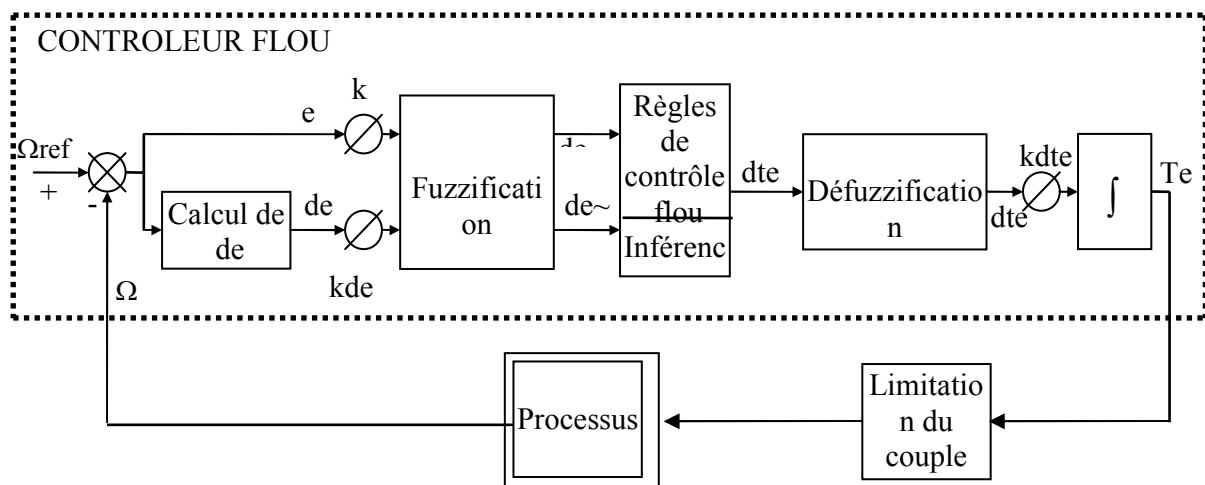 CONTROLEUR FLOU
k
e
Ωref
+
-
Calcul de
de
de
kde
Ω
Fuzzificati
on
de~
Règles
de
contrôle
flou
Inférenc
dte
Défuzzificatio
n
kdte
dte
∫
Te
Processus
Limitatio
n du
couple